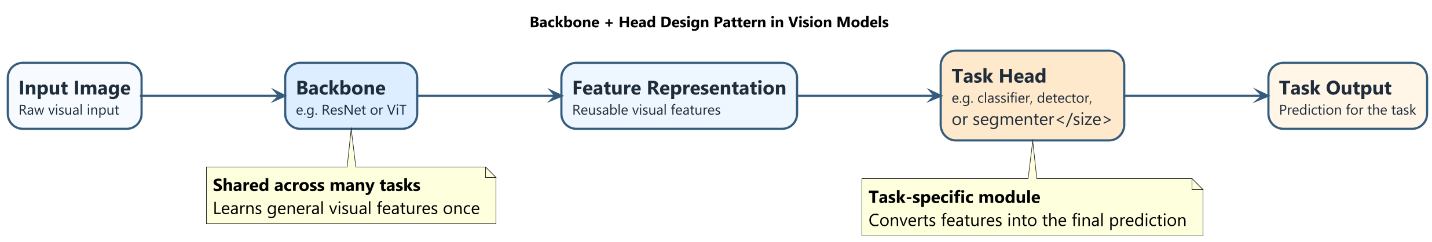 Backbone + Head Design Pattern in Vision Models
Input Image
Raw visual input
Backbone
e.g. ResNet or ViT
Feature Representation
Reusable visual features
Task Head
e.g. classifier, detector,
or segmenter</size>
Task Output
Prediction for the task
Shared across many tasks
Learns general visual features once
Task-specific module
Converts features into the final prediction